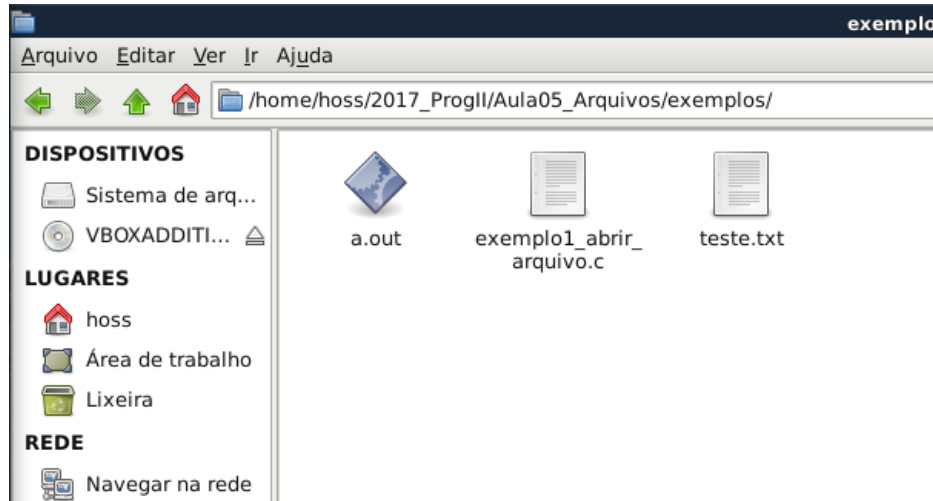 exemplo
Arquivo Editar Ver Ir Ajuda
/home/hoss/2017_ProgII/Aula05_Arquivos/exemplos/
DISPOSITIVOS
Sistema de arq...
VBOXADDITI...
LUGARES
hoss
Área de trabalho
Lixeira
REDE
Navegar na rede
a.out
exemplo1_abrir_
arquivo.c
teste.txt